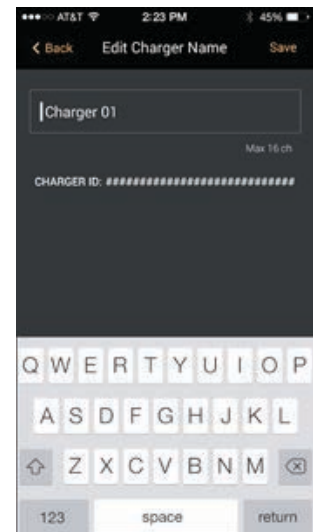 AT&T 2:23 PM 45%
< Back Edit Charger Name Save
Charger 01
Max 16 ch
CHARGER ID: ############################
Q W E R T Y U I O P
A S D F G H J K L
Z X C V B N M
123 space return